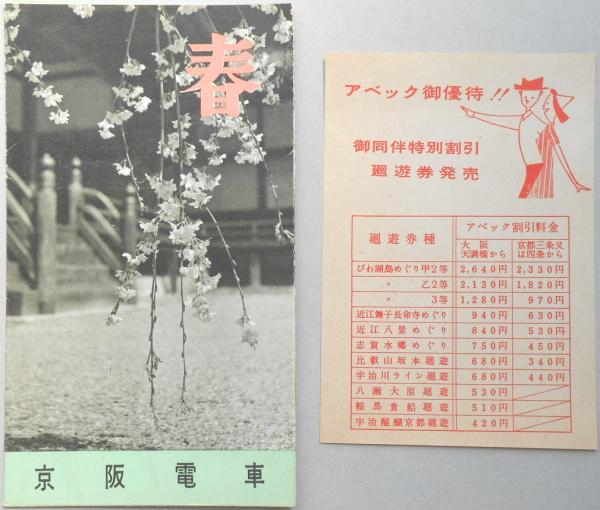 春
京阪電車
アベック御優待!!
御同伴特別割引
廻遊券発売
廻遊券種 アベック割引料金
大阪天満橋から 京都三条又は四条から
びわ湖島めぐり甲2等 2,640円 2,330円
〃 乙2等 2,130円 1,820円
〃 3等 1,280円 970円
近江舞子長命寺めぐり 940円 630円
近江八景めぐり 840円 530円
志賀水郷めぐり 750円 450円
比叡山坂本廻遊 680円 340円
宇治川ライン廻遊 680円 440円
八瀬大原廻遊 530円
鞍馬貴船廻遊 510円
宇治醍醐京都廻遊 420円